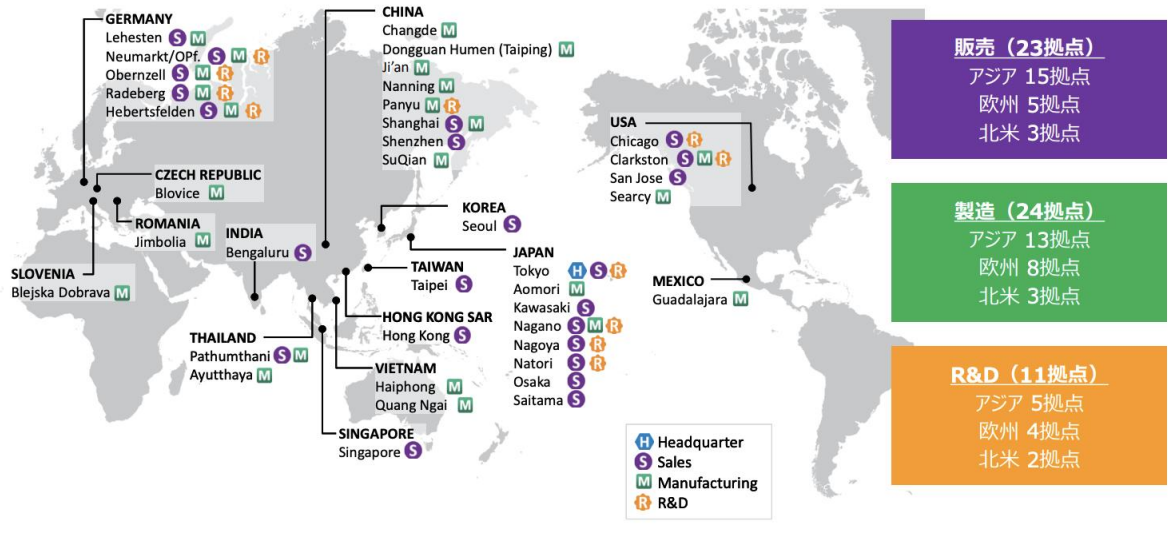 GERMANY
Lehesten S M
Neumarkt/OPf. S M R
Obernzell S M R
Radeberg S M R
Hebertsfelden S M R
CZECH REPUBLIC
Blovice M
ROMANIA
Jimbolia M
SLOVENIA
Blejska Dobrava M
INDIA
Bengaluru S
CHINA
Changde M
Dongguan Humen (Taiping) M
Ji’an M
Nanning M
Panyu M R
Shanghai S M
Shenzhen S
SuQian M
KOREA
Seoul S
TAIWAN
Taipei S
HONG KONG SAR
Hong Kong S
THAILAND
Pathumthani S M
Ayutthaya M
VIETNAM
Haiphong M
Quang Ngai M
SINGAPORE
Singapore S
JAPAN
Tokyo H S R
Aomori M
Kawasaki S
Nagano S M R
Nagoya S R
Natori S R
Osaka S
Saitama S
USA
Chicago S R
Clarkston S M R
San Jose S
Searcy M
MEXICO
Guadalajara M
H Headquarter
S Sales
M Manufacturing
R R&D
販売（23拠点）
アジア 15拠点
欧州 5拠点
北米 3拠点
製造（24拠点）
アジア 13拠点
欧州 8拠点
北米 3拠点
R&D（11拠点）
アジア 5拠点
欧州 4拠点
北米 2拠点